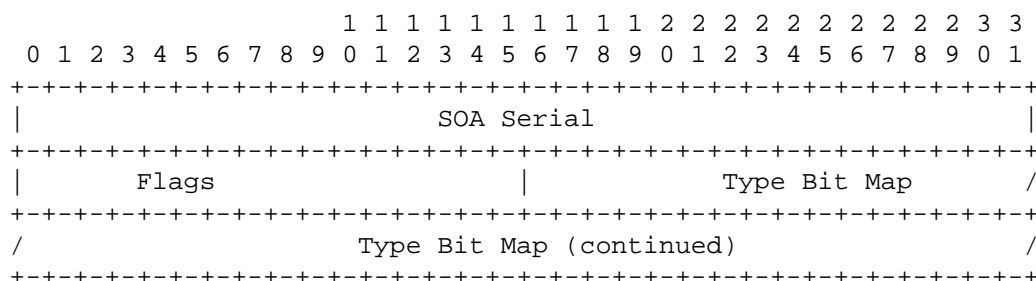 1 1 1 1 1 1 1 1 1 1 2 2 2 2 2 2 2 2 2 2 3 3
 0 1 2 3 4 5 6 7 8 9 0 1 2 3 4 5 6 7 8 9 0 1 2 3 4 5 6 7 8 9 0 1
+-+-+-+-+-+-+-+-+-+-+-+-+-+-+-+-+-+-+-+-+-+-+-+-+-+-+-+-+-+-+-+-+
|                          SOA Serial                           |
+-+-+-+-+-+-+-+-+-+-+-+-+-+-+-+-+-+-+-+-+-+-+-+-+-+-+-+-+-+-+-+-+
|       Flags                   |            Type Bit Map       /
+-+-+-+-+-+-+-+-+-+-+-+-+-+-+-+-+-+-+-+-+-+-+-+-+-+-+-+-+-+-+-+-+
/                     Type Bit Map (continued)                  /
+-+-+-+-+-+-+-+-+-+-+-+-+-+-+-+-+-+-+-+-+-+-+-+-+-+-+-+-+-+-+-+-+